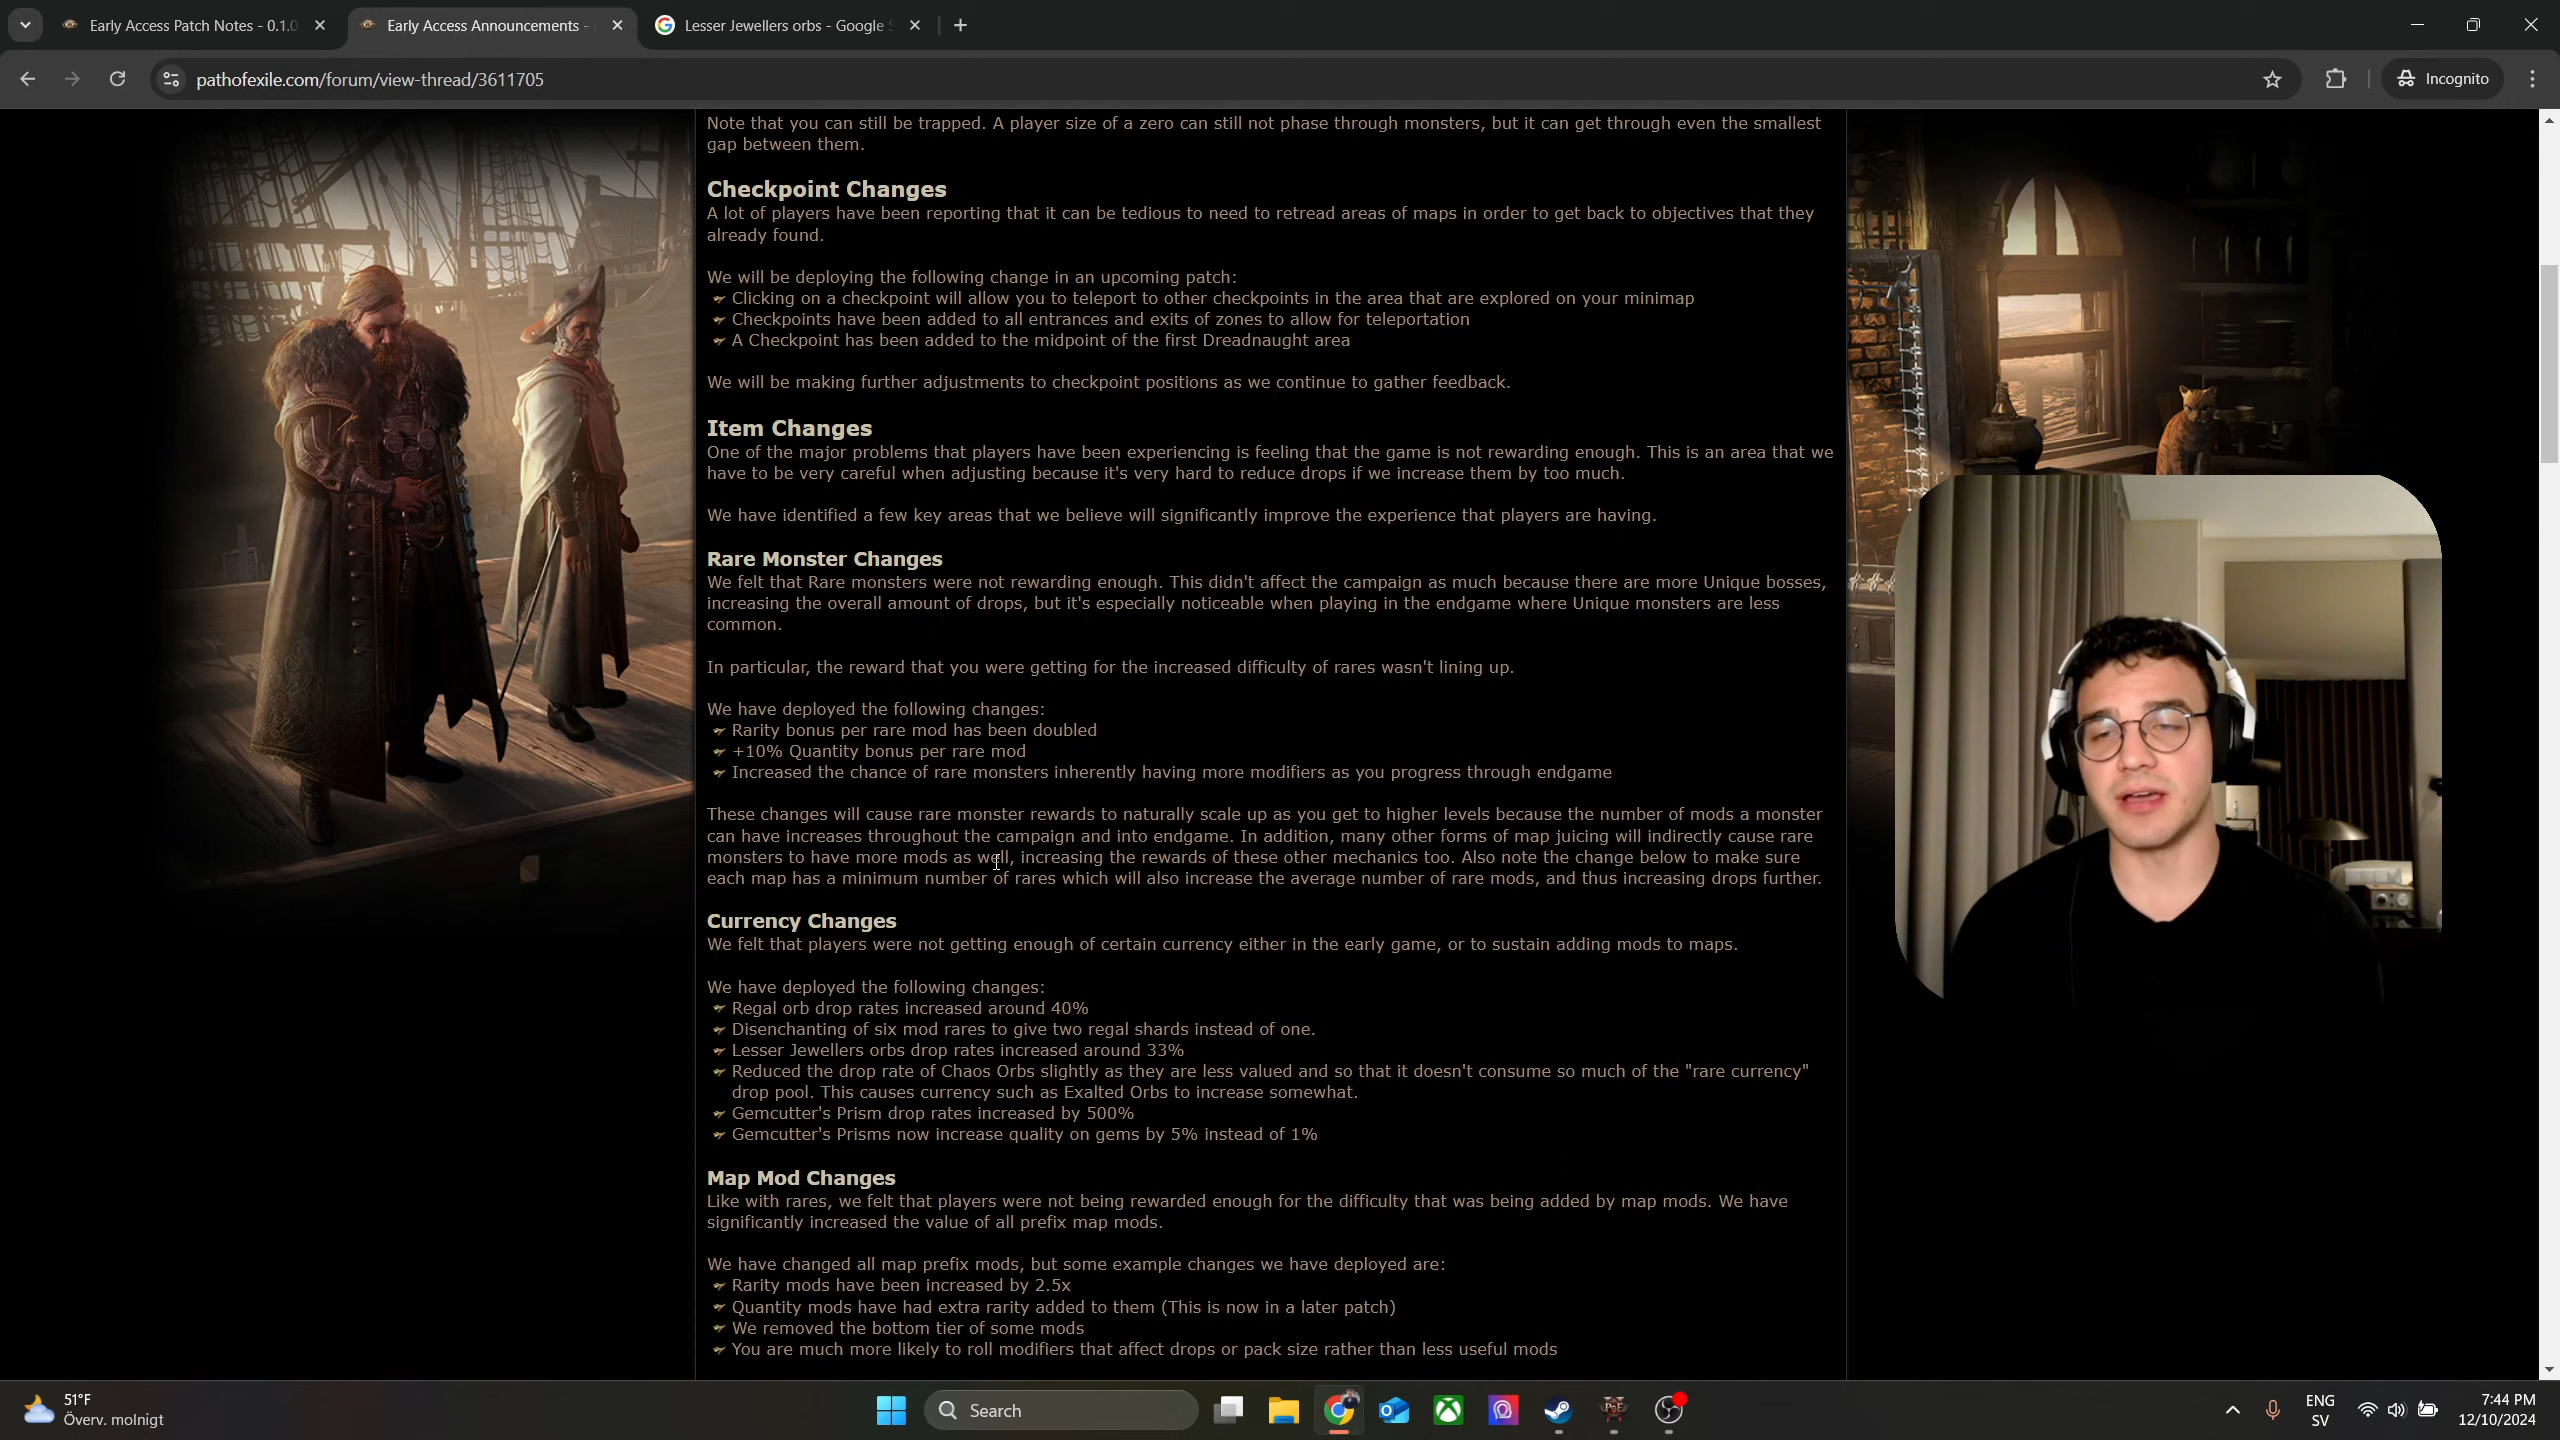 Early Access Patch Notes - 0.1.0
Early Access Announcements -
Lesser Jewellers orbs - Google
pathofexile.com/forum/view-thread/3611705
Incognito
Note that you can still be trapped. A player size of a zero can still not phase through monsters, but it can get through even the smallest
gap between them.
Checkpoint Changes
A lot of players have been reporting that it can be tedious to need to retread areas of maps in order to get back to objectives that they
already found.
We will be deploying the following change in an upcoming patch:
Clicking on a checkpoint will allow you to teleport to other checkpoints in the area that are explored on your minimap
Checkpoints have been added to all entrances and exits of zones to allow for teleportation
A Checkpoint has been added to the midpoint of the first Dreadnaught area
We will be making further adjustments to checkpoint positions as we continue to gather feedback.
Item Changes
One of the major problems that players have been experiencing is feeling that the game is not rewarding enough. This is an area that we
have to be very careful when adjusting because it's very hard to reduce drops if we increase them by too much.
We have identified a few key areas that we believe will significantly improve the experience that players are having.
Rare Monster Changes
We felt that Rare monsters were not rewarding enough. This didn't affect the campaign as much because there are more Unique bosses,
increasing the overall amount of drops, but it's especially noticeable when playing in the endgame where Unique monsters are less
common.
In particular, the reward that you were getting for the increased difficulty of rares wasn't lining up.
We have deployed the following changes:
Rarity bonus per rare mod has been doubled
+10% Quantity bonus per rare mod
Increased the chance of rare monsters inherently having more modifiers as you progress through endgame
These changes will cause rare monster rewards to naturally scale up as you get to higher levels because the number of mods a monster
can have increases throughout the campaign and into endgame. In addition, many other forms of map juicing will indirectly cause rare
monsters to have more mods as well, increasing the rewards of these other mechanics too. Also note the change below to make sure
each map has a minimum number of rares which will also increase the average number of rare mods, and thus increasing drops further.
Currency Changes
We felt that players were not getting enough of certain currency either in the early game, or to sustain adding mods to maps.
We have deployed the following changes:
Regal orb drop rates increased around 40%
Disenchanting of six mod rares to give two regal shards instead of one.
Lesser Jewellers orbs drop rates increased around 33%
Reduced the drop rate of Chaos Orbs slightly as they are less valued and so that it doesn't consume so much of the "rare currency"
drop pool. This causes currency such as Exalted Orbs to increase somewhat.
Gemcutter's Prism drop rates increased by 500%
Gemcutter's Prisms now increase quality on gems by 5% instead of 1%
Map Mod Changes
Like with rares, we felt that players were not being rewarded enough for the difficulty that was being added by map mods. We have
significantly increased the value of all prefix map mods.
We have changed all map prefix mods, but some example changes we have deployed are:
Rarity mods have been increased by 2.5x
Quantity mods have had extra rarity added to them (This is now in a later patch)
We removed the bottom tier of some mods
You are much more likely to roll modifiers that affect drops or pack size rather than less useful mods
51°F
Överv. molnigt
Search
ENG
SV
7:44 PM
12/10/2024